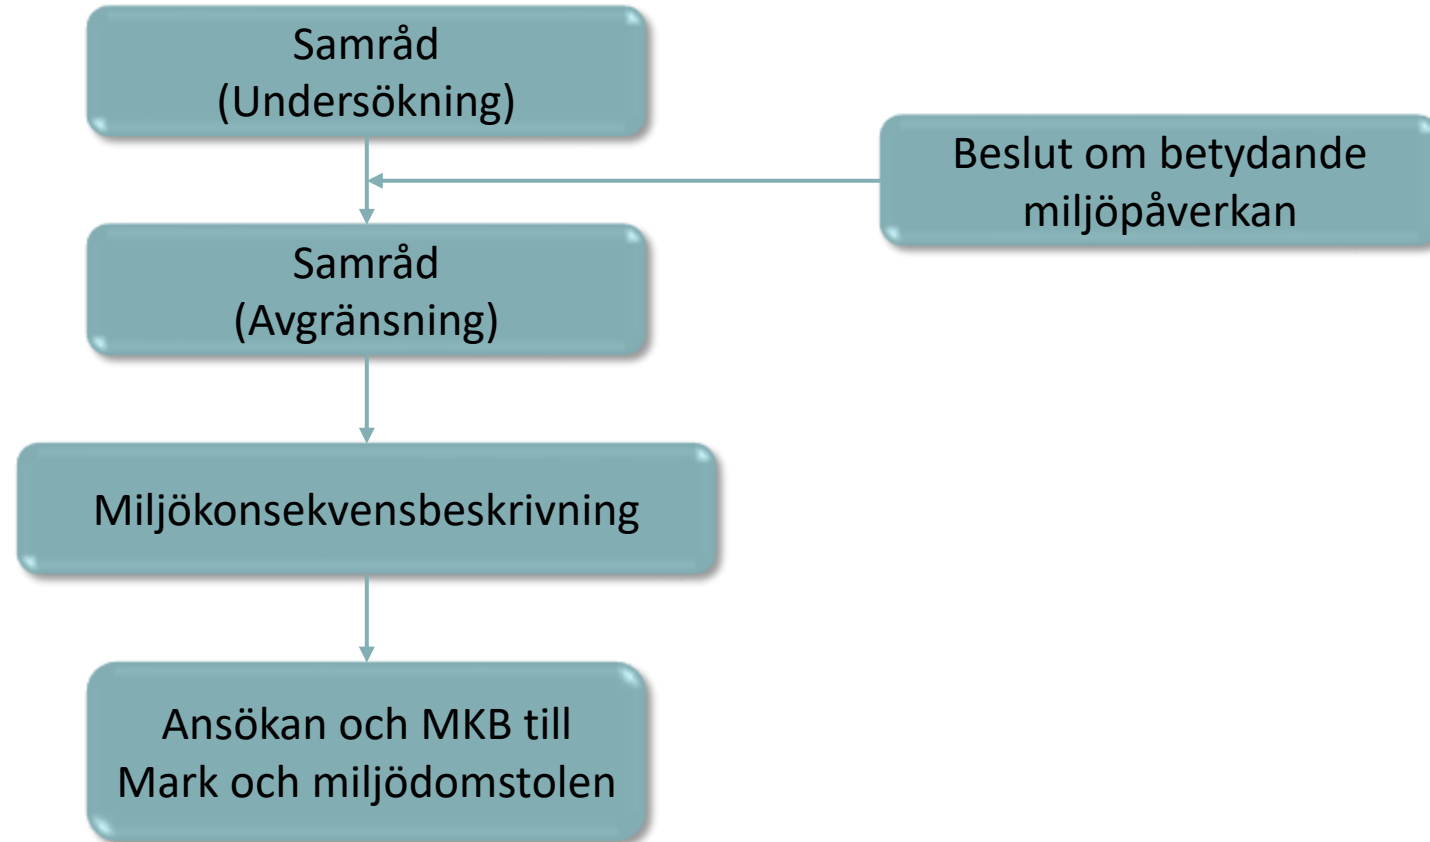 Samråd
(Undersökning)
Beslut om betydande
miljöpåverkan
Samråd
(Avgränsning)
Miljökonsekvensbeskrivning
Ansökan och MKB till
Mark och miljödomstolen